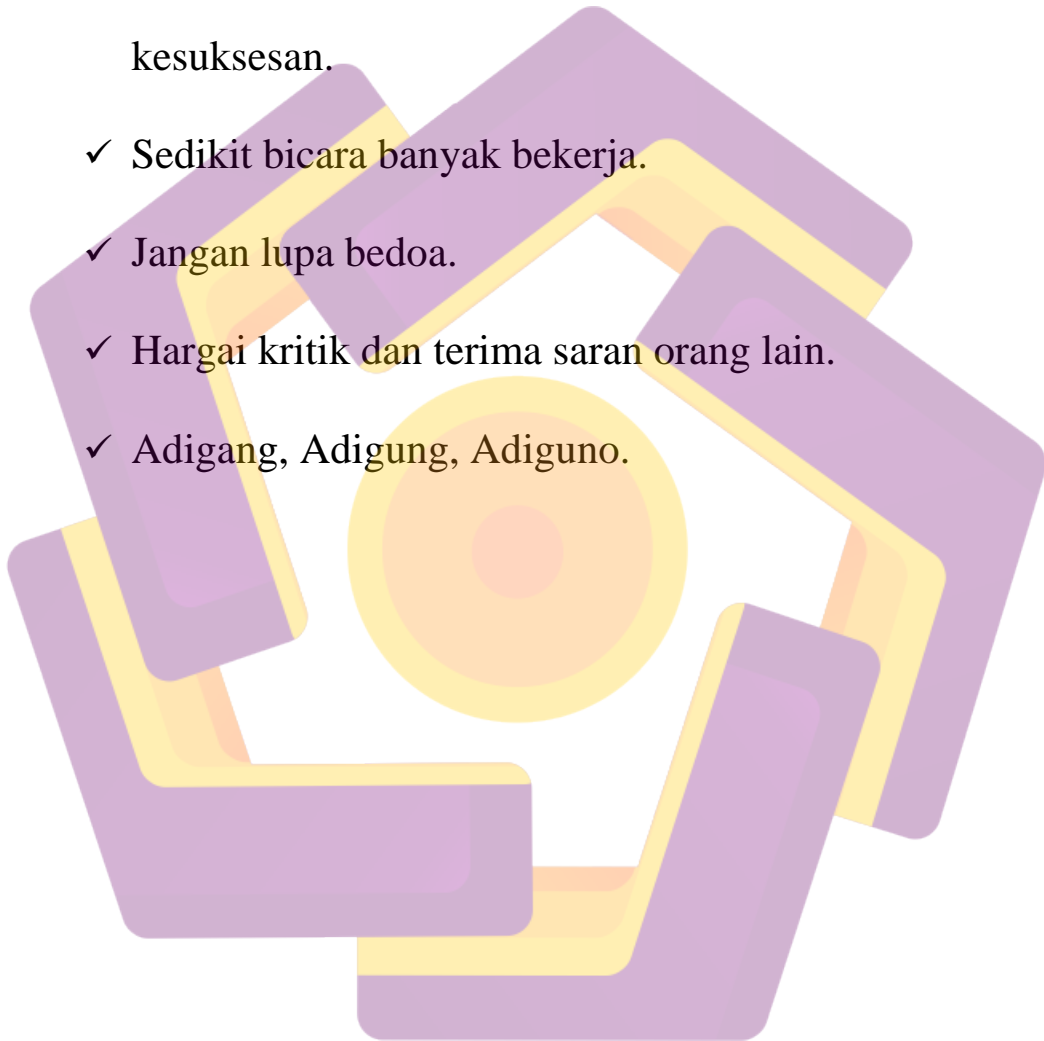 kesuksesan.
✓ Sedikit bicara banyak bekerja.
✓ Jangan lupa bedoa.
✓ Hargai kritik dan terima saran orang lain.
✓ Adigang, Adigung, Adiguno.